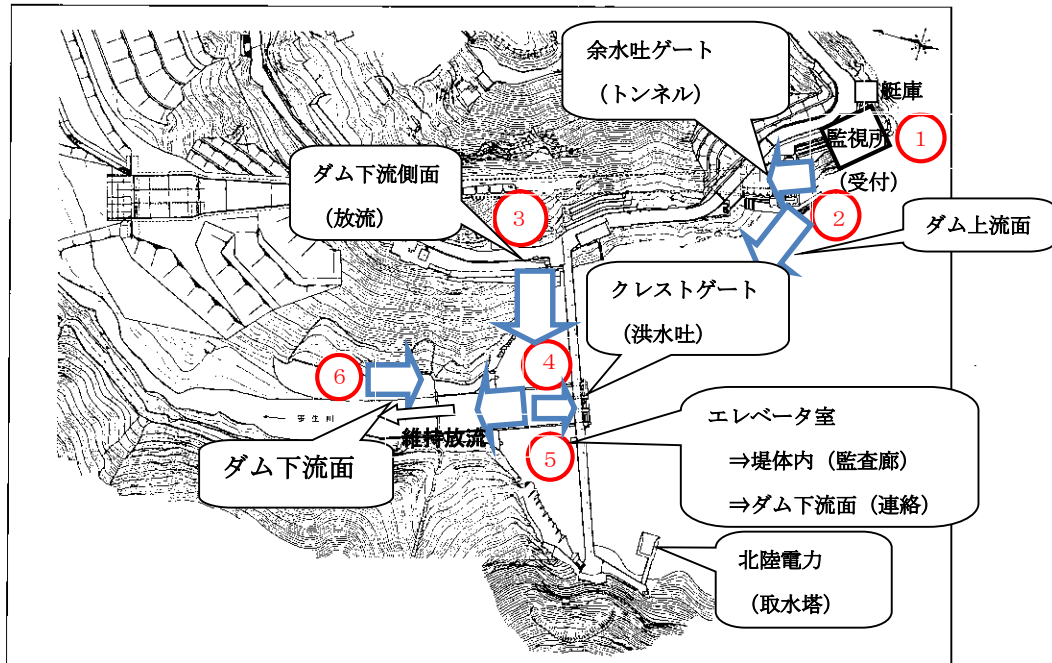 余水吐ゲート
（トンネル）
艇庫
監視所
①
（受付）
②
ダム上流面
ダム下流側面
（放流）
③
クレストゲート
（洪水吐）
④
⑥
維持放流
ダム下流面
⑤
エレベータ室
⇒堤体内（監査廊）
⇒ダム下流面（連絡）
北陸電力
（取水塔）